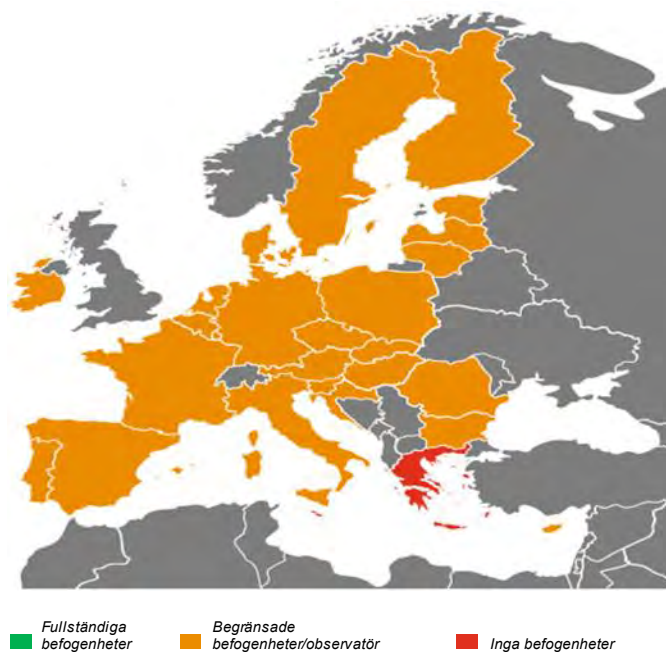 Fullständiga
befogenheter
Begränsade
befogenheter/observatör
Inga befogenheter